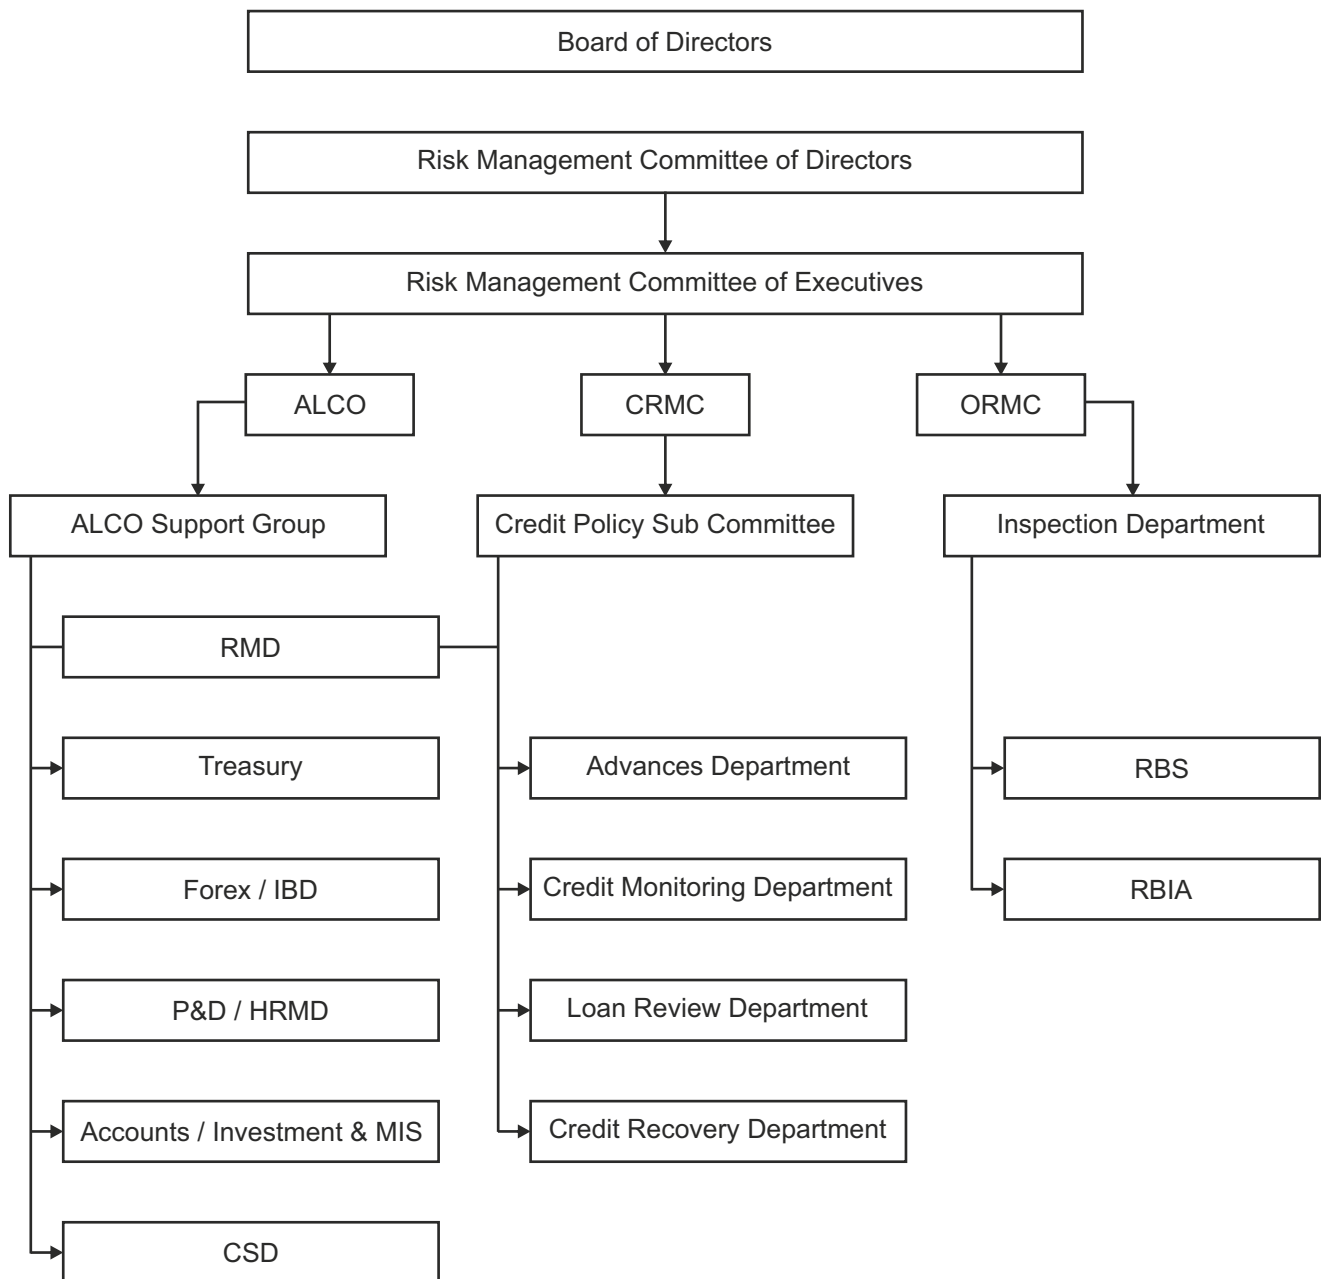 Board of Directors
Risk Management Committee of Directors
Risk Management Committee of Executives
ALCO
CRMC
ORMC
ALCO Support Group
Credit Policy Sub Committee
Inspection Department
RMD
Treasury
Advances Department
RBS
Forex / IBD
Credit Monitoring Department
RBIA
P&D / HRMD
Loan Review Department
Accounts / Investment & MIS
Credit Recovery Department
CSD